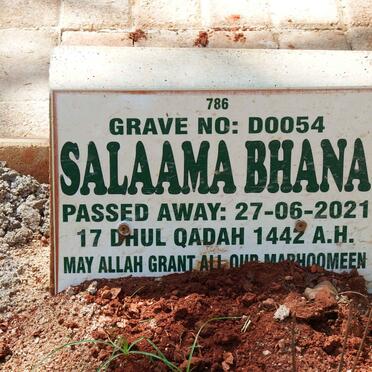 786
GRAVE NO: D0054
SALAAMA BHANA
PASSED AWAY: 27-06-2021
17 DHUL QADAH 1442 A.H.
MAY ALLAH GRANT ALL OUR MARHOOMEEN